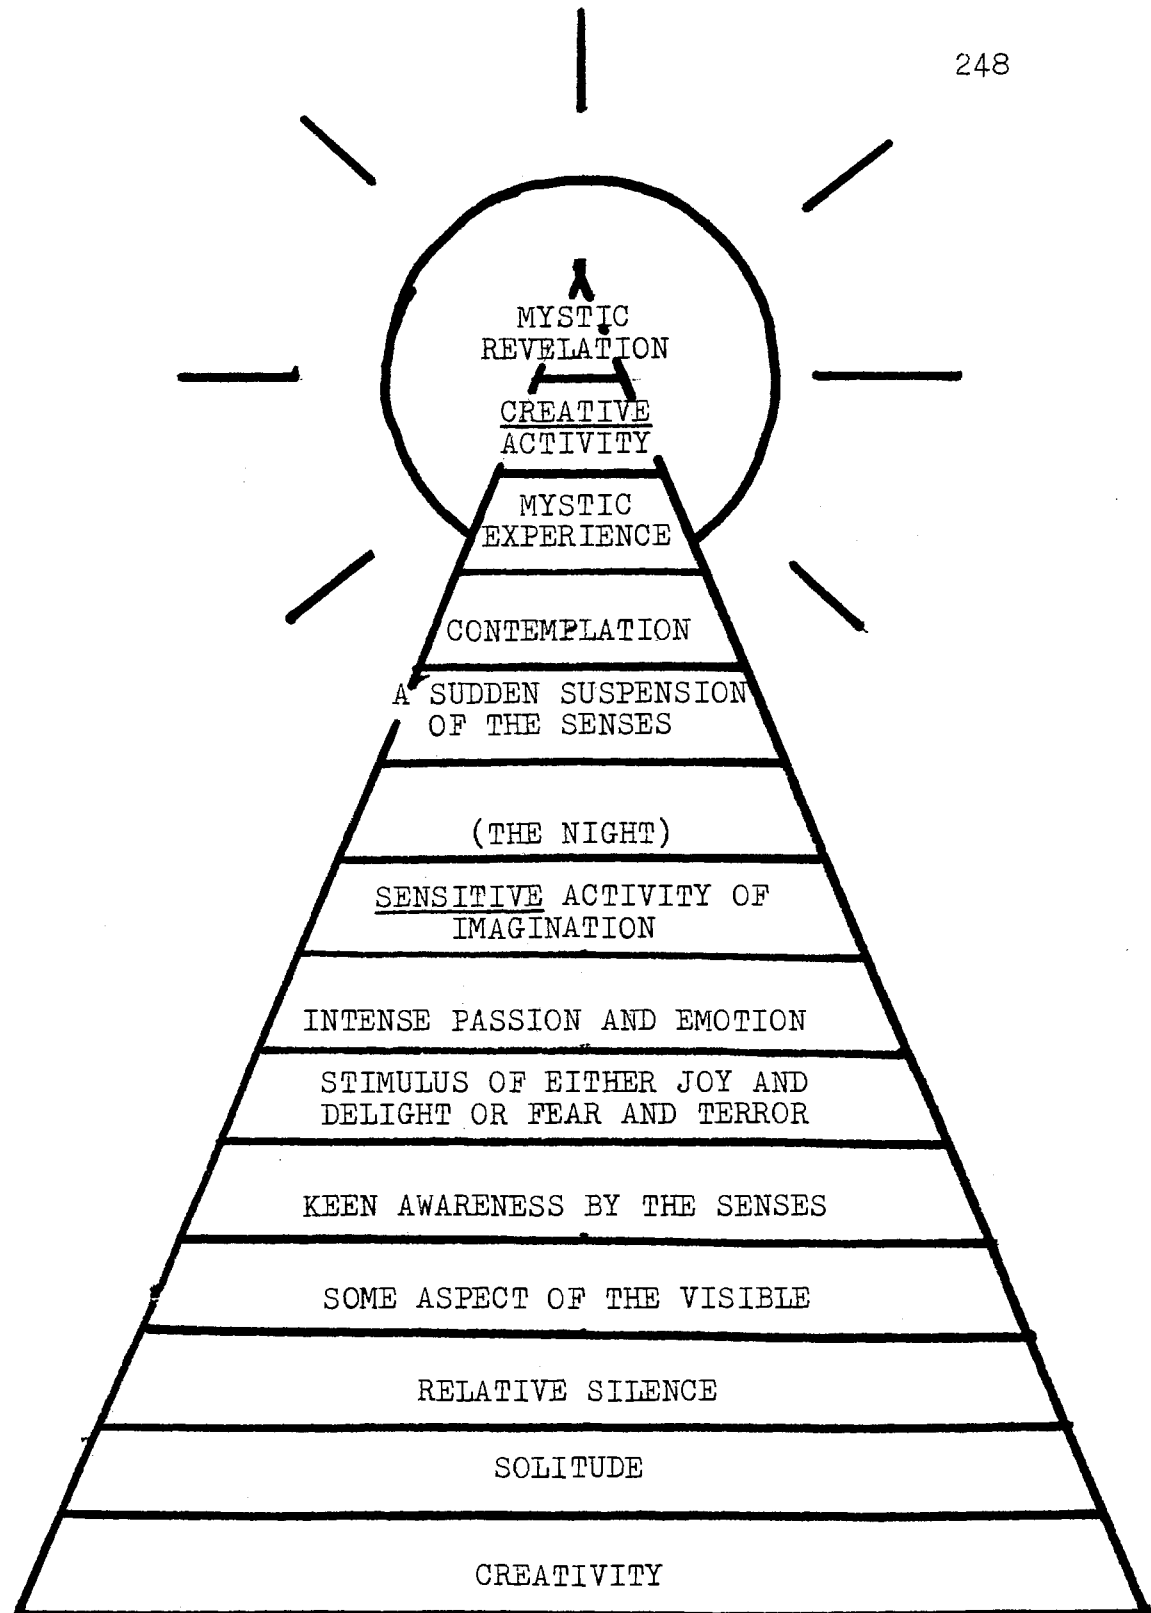 248
MYSTIC
REVELATION
CREATIVE
ACTIVITY
MYSTIC
EXPERIENCE
CONTEMPLATION
A SUDDEN SUSPENSION
OF THE SENSES
(THE NIGHT)
SENSITIVE ACTIVITY OF
IMAGINATION
INTENSE PASSION AND EMOTION
STIMULUS OF EITHER JOY AND
DELIGHT OR FEAR AND TERROR
KEEN AWARENESS BY THE SENSES
SOME ASPECT OF THE VISIBLE
RELATIVE SILENCE
SOLITUDE
CREATIVITY